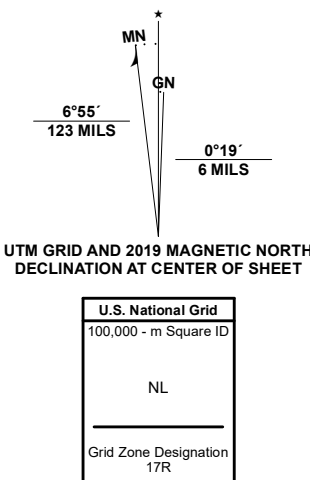 ★
MN
GN
6°55´
123 MILS
0°19´
6 MILS
UTM GRID AND 2019 MAGNETIC NORTH
DECLINATION AT CENTER OF SHEET
U.S. National Grid
100,000 - m Square ID
NL
Grid Zone Designation
17R